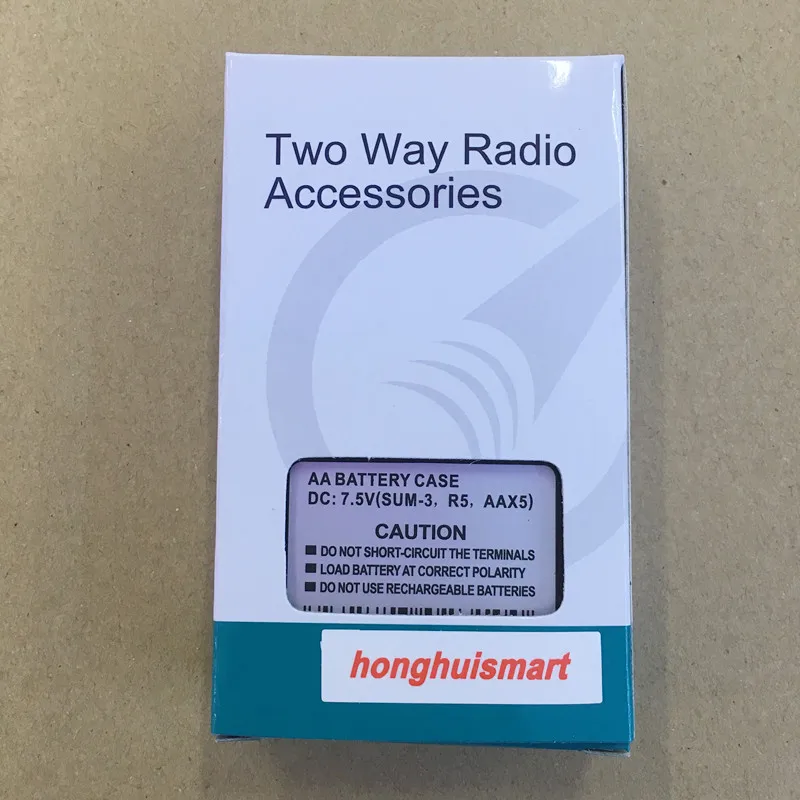 Two Way Radio
Accessories
AA BATTERY CASE
DC: 7.5V(SUM-3, R5, AAX5)
CAUTION
■ DO NOT SHORT-CIRCUIT THE TERMINALS
■ LOAD BATTERY AT CORRECT POLARITY
■ DO NOT USE RECHARGEABLE BATTERIES
honghuismart